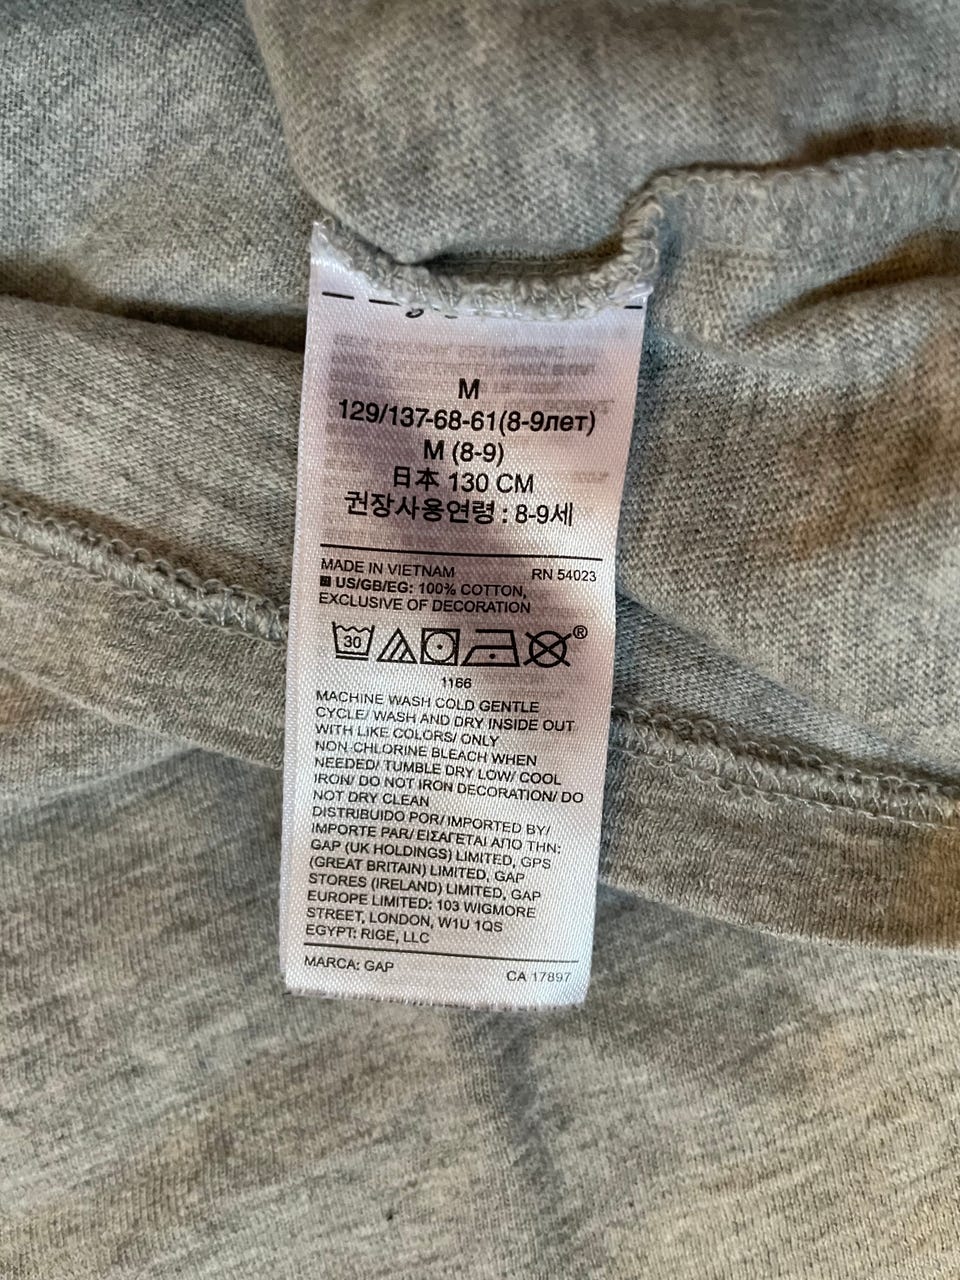 M
129/137-68-61(8-9лет)
M (8-9)
日本 130 CM
권장사용연령 : 8-9세
MADE IN VIETNAM RN 54023
US/GB/EG: 100% COTTON,
EXCLUSIVE OF DECORATION
30 ®
1166
MACHINE WASH COLD GENTLE
CYCLE/ WASH AND DRY INSIDE OUT
WITH LIKE COLORS/ ONLY
NON-CHLORINE BLEACH WHEN
NEEDED/ TUMBLE DRY LOW/ COOL
IRON/ DO NOT IRON DECORATION/ DO
NOT DRY CLEAN
DISTRIBUIDO POR/ IMPORTED BY/
IMPORTE PAR/ ΕΙΣΑΓΕΤΑΙ ΑΠΟ ΤΗΝ:
GAP (UK HOLDINGS) LIMITED, GPS
(GREAT BRITAIN) LIMITED, GAP
STORES (IRELAND) LIMITED, GAP
EUROPE LIMITED: 103 WIGMORE
STREET, LONDON, W1U 1QS
EGYPT: RIGE, LLC
MARCA: GAP CA 17897